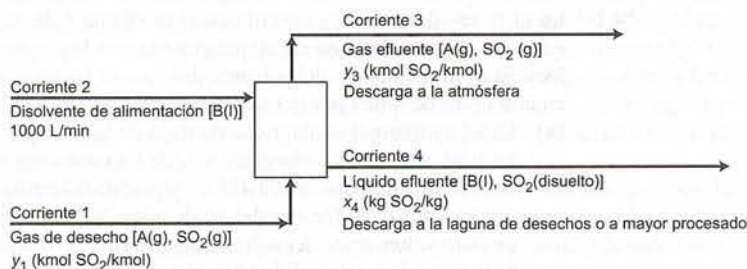 Corriente 3
Gas efluente [A(g), SO₂ (g)]
y₃ (kmol SO₂/kmol)
Descarga a la atmósfera
Corriente 2
Disolvente de alimentación [B(l)]
1000 L/min
Corriente 4
Líquido efluente [B(l), SO₂(disuelto)]
x₄ (kg SO₂/kg)
Descarga a la laguna de desechos o a mayor procesado
Corriente 1
Gas de desecho [A(g), SO₂(g)]
y₁ (kmol SO₂/kmol)